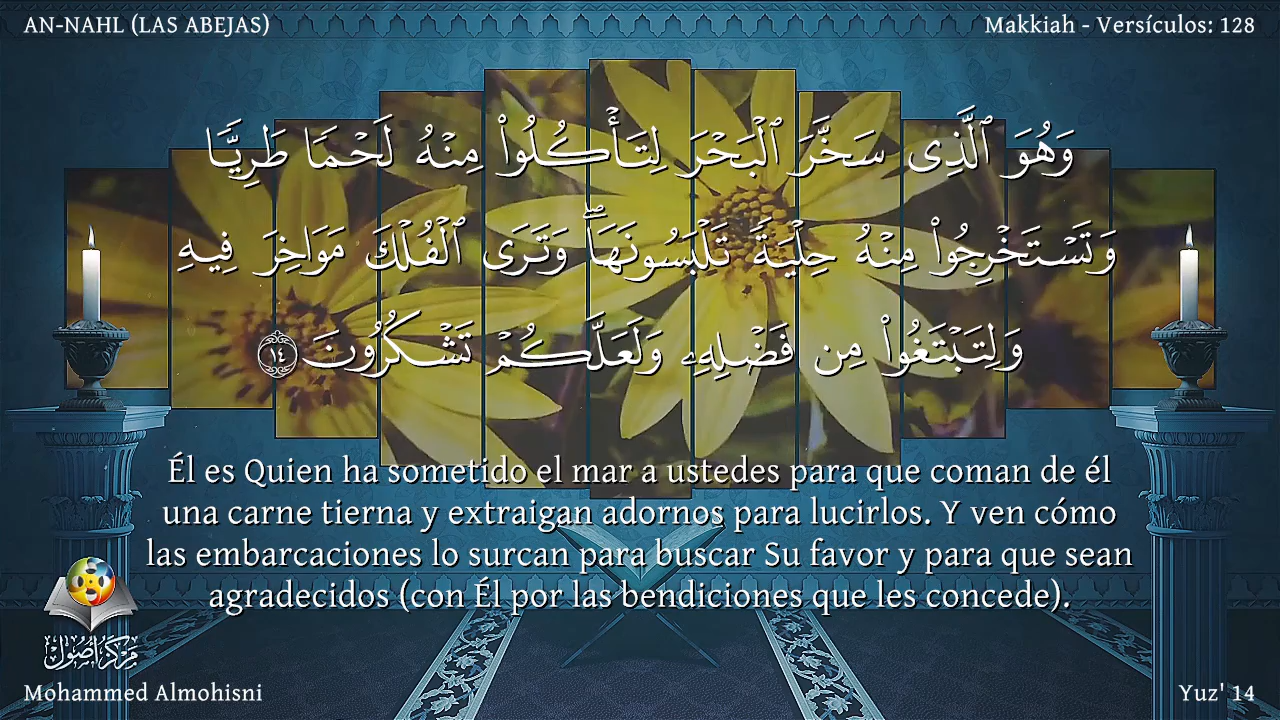 AN-NAHL (LAS ABEJAS)
Makkiah - Versículos: 128
وَهُوَ ٱلَّذِى سَخَّرَ ٱلْبَحْرَ لِتَأْكُلُوا۟ مِنْهُ لَحْمًا طَرِيًّا
وَتَسْتَخْرِجُوا۟ مِنْهُ حِلْيَةً تَلْبَسُونَهَا ۖ وَتَرَى ٱلْفُلْكَ مَوَاخِرَ فِيهِ
وَلِتَبْتَغُوا۟ مِن فَضْلِهِۦ وَلَعَلَّكُمْ تَشْكُرُونَ ١٤
Él es Quien ha sometido el mar a ustedes para que coman de él
una carne tierna y extraigan adornos para lucirlos. Y ven cómo
las embarcaciones lo surcan para buscar Su favor y para que sean
agradecidos (con Él por las bendiciones que les concede).
مركز أصول
Mohammed Almohisni
Yuz' 14